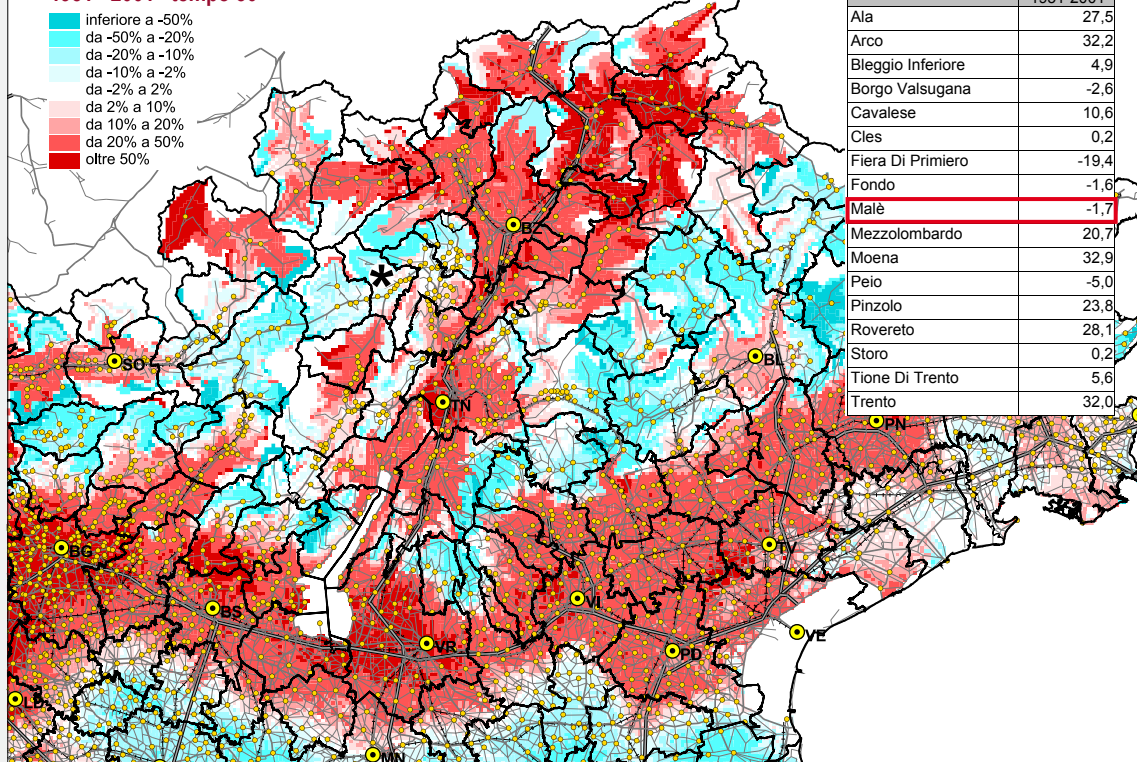 inferiore a -50%
da -50% a -20%
da -20% a -10%
da -10% a -2%
da -2% a 2%
da 2% a 10%
da 10% a 20%
da 20% a 50%
oltre 50%
Ala 27,5
Arco 32,2
Bleggio Inferiore 4,9
Borgo Valsugana -2,6
Cavalese 10,6
Cles 0,2
Fiera Di Primiero -19,4
Fondo -1,6
Malè -1,7
Mezzolombardo 20,7
Moena 32,9
Peio -5,0
Pinzolo 23,8
Rovereto 28,1
Storo 0,2
Tione Di Trento 5,6
Trento 32,0
BZ
*
SO
BL
TN
PN
BG
TV
BS
VI
VE
VR
PD
LD
MN